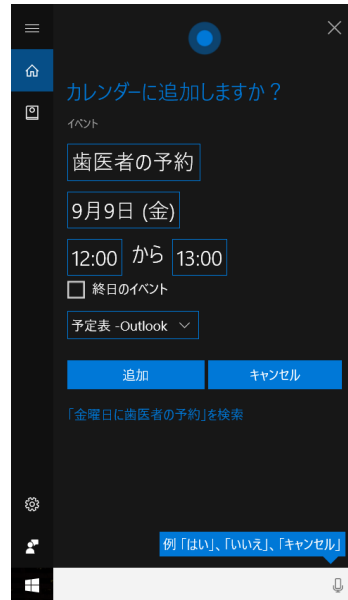 カレンダーに追加しますか？
イベント
歯医者の予約
9月9日 (金)
12:00 から 13:00
終日のイベント
予定表 -Outlook
追加 キャンセル
「金曜日に歯医者の予約」を検索
例「はい」、「いいえ」、「キャンセル」